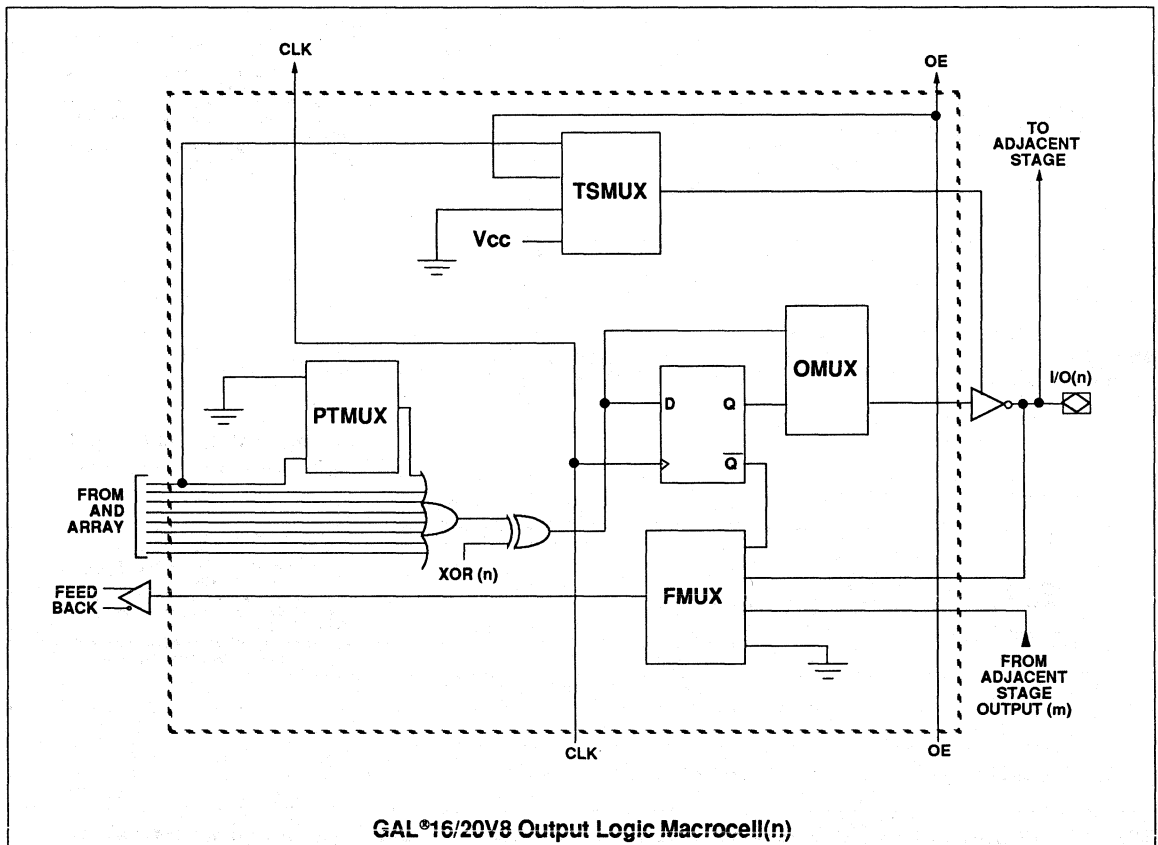 CLK
OE
TO
ADJACENT
STAGE
TSMUX
Vcc
OMUX
I/O(n)
PTMUX
D
Q
Q̅
FROM
AND
ARRAY
XOR (n)
FMUX
FEED
BACK
FROM
ADJACENT
STAGE
OUTPUT (m)
CLK
OE
GAL®16/20V8 Output Logic Macrocell(n)